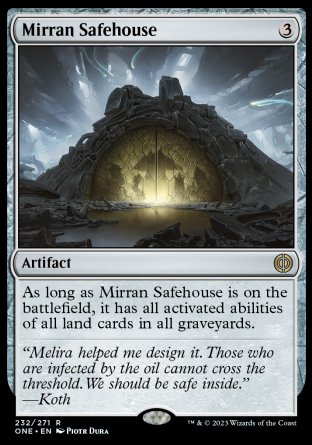 Mirran Safehouse 3
Artifact
As long as Mirran Safehouse is on the
battlefield, it has all activated abilities
of all land cards in all graveyards.
“Melira helped me design it. Those who
are infected by the oil cannot cross the
threshold. We should be safe inside.”
—Koth
232/271 R
ONE • EN Piotr Dura
™ & © 2023 Wizards of the Coast